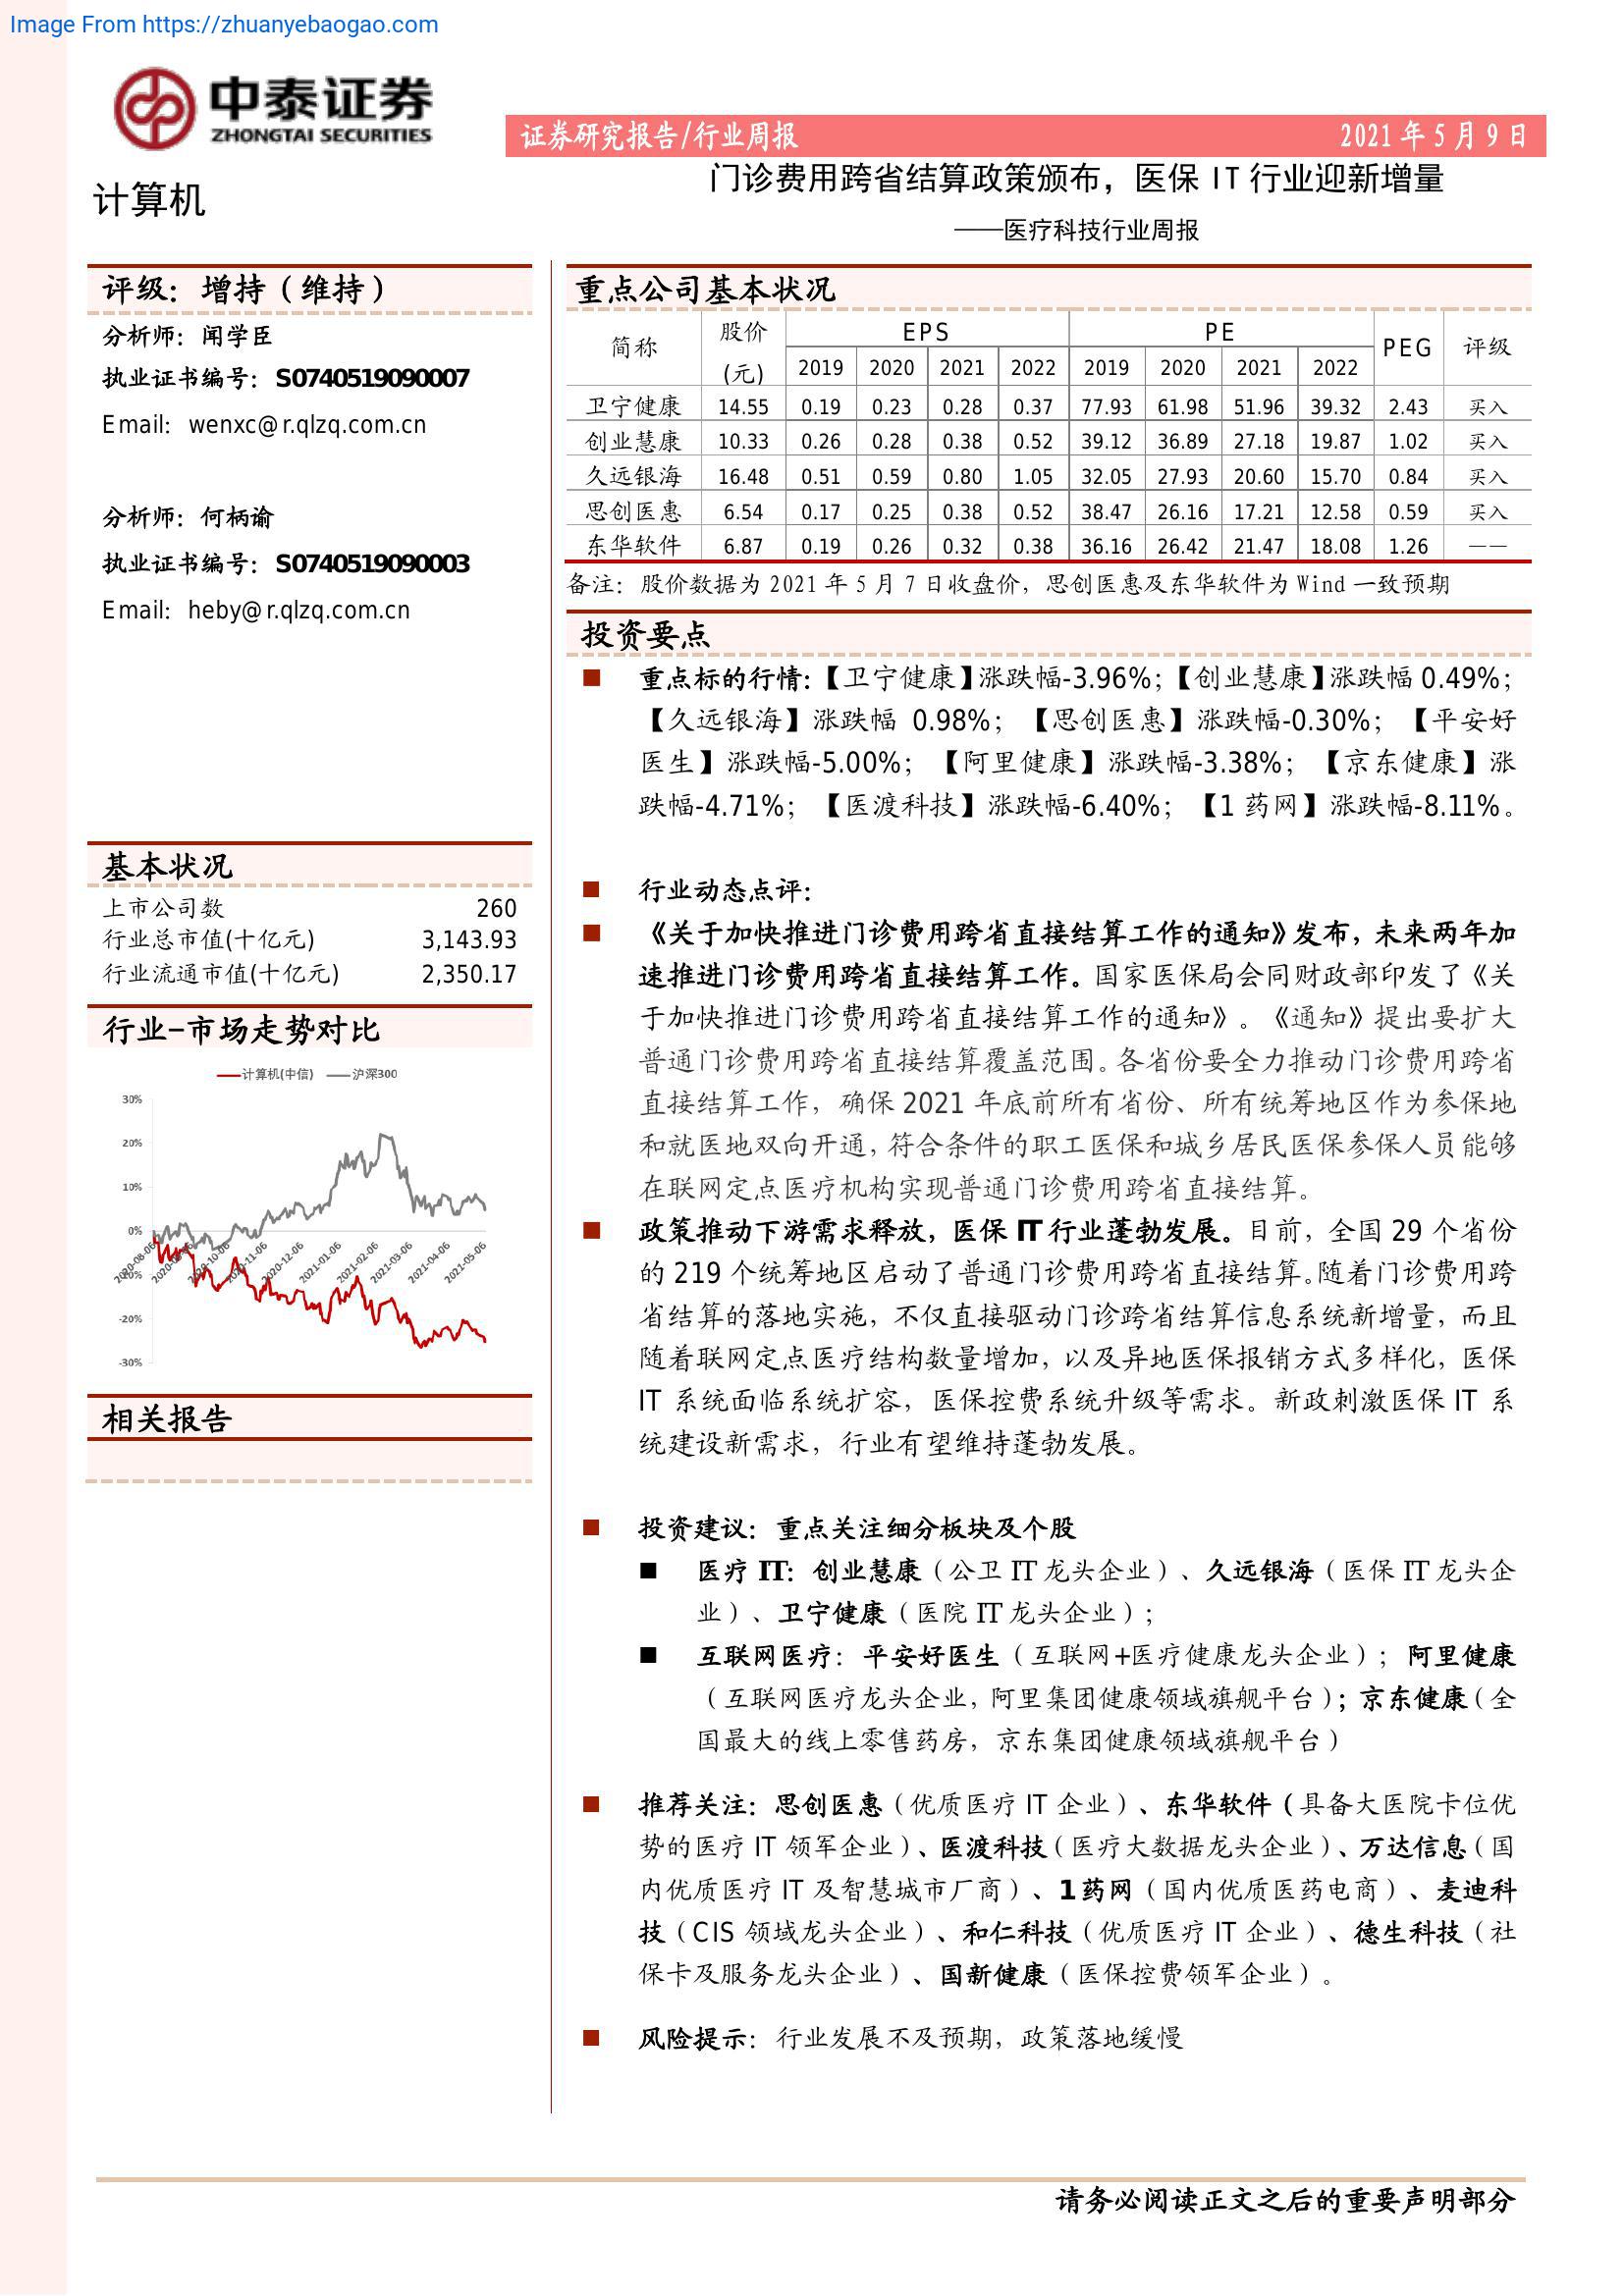 Image From https://zhuanyebaogao.com
中泰证券
ZHONGTAI SECURITIES
证券研究报告/行业周报 2021 年 5 月 9 日
计算机
门诊费用跨省结算政策颁布，医保 IT 行业迎新增量
——医疗科技行业周报
评级：增持（维持）
分析师：闻学臣
执业证书编号：S0740519090007
Email：wenxc@r.qlzq.com.cn
分析师：何柄谕
执业证书编号：S0740519090003
Email：heby@r.qlzq.com.cn
基本状况
上市公司数 260
行业总市值(十亿元) 3,143.93
行业流通市值(十亿元) 2,350.17
行业-市场走势对比
计算机(中信) 沪深300
30%
20%
10%
0%
-10%
-20%
-30%
2020-08-06 2020-09-06 2020-10-06 2020-11-06 2020-12-06 2021-01-06 2021-02-06 2021-03-06 2021-04-06 2021-05-06
相关报告
重点公司基本状况
简称 股价(元) EPS PE PEG 评级
2019 2020 2021 2022 2019 2020 2021 2022
卫宁健康 14.55 0.19 0.23 0.28 0.37 77.93 61.98 51.96 39.32 2.43 买入
创业慧康 10.33 0.26 0.28 0.38 0.52 39.12 36.89 27.18 19.87 1.02 买入
久远银海 16.48 0.51 0.59 0.80 1.05 32.05 27.93 20.60 15.70 0.84 买入
思创医惠 6.54 0.17 0.25 0.38 0.52 38.47 26.16 17.21 12.58 0.59 买入
东华软件 6.87 0.19 0.26 0.32 0.38 36.16 26.42 21.47 18.08 1.26 ——
备注：股价数据为 2021 年 5 月 7 日收盘价，思创医惠及东华软件为 Wind 一致预期
投资要点
重点标的行情：【卫宁健康】涨跌幅-3.96%；【创业慧康】涨跌幅 0.49%；
【久远银海】涨跌幅 0.98%；【思创医惠】涨跌幅-0.30%；【平安好
医生】涨跌幅-5.00%；【阿里健康】涨跌幅-3.38%；【京东健康】涨
跌幅-4.71%；【医渡科技】涨跌幅-6.40%；【1 药网】涨跌幅-8.11%。
行业动态点评：
《关于加快推进门诊费用跨省直接结算工作的通知》发布，未来两年加
速推进门诊费用跨省直接结算工作。国家医保局会同财政部印发了《关
于加快推进门诊费用跨省直接结算工作的通知》。《通知》提出要扩大
普通门诊费用跨省直接结算覆盖范围。各省份要全力推动门诊费用跨省
直接结算工作，确保 2021 年底前所有省份、所有统筹地区作为参保地
和就医地双向开通，符合条件的职工医保和城乡居民医保参保人员能够
在联网定点医疗机构实现普通门诊费用跨省直接结算。
政策推动下游需求释放，医保 IT 行业蓬勃发展。目前，全国 29 个省份
的 219 个统筹地区启动了普通门诊费用跨省直接结算。随着门诊费用跨
省结算的落地实施，不仅直接驱动门诊跨省结算信息系统新增量，而且
随着联网定点医疗结构数量增加，以及异地医保报销方式多样化，医保
IT 系统面临系统扩容，医保控费系统升级等需求。新政刺激医保 IT 系
统建设新需求，行业有望维持蓬勃发展。
投资建议：重点关注细分板块及个股
医疗 IT：创业慧康（公卫 IT 龙头企业）、久远银海（医保 IT 龙头企
业）、卫宁健康（医院 IT 龙头企业）；
互联网医疗：平安好医生（互联网+医疗健康龙头企业）；阿里健康
（互联网医疗龙头企业，阿里集团健康领域旗舰平台）；京东健康（全
国最大的线上零售药房，京东集团健康领域旗舰平台）
推荐关注：思创医惠（优质医疗 IT 企业）、东华软件（具备大医院卡位优
势的医疗 IT 领军企业）、医渡科技（医疗大数据龙头企业）、万达信息（国
内优质医疗 IT 及智慧城市厂商）、1 药网（国内优质医药电商）、麦迪科
技（CIS 领域龙头企业）、和仁科技（优质医疗 IT 企业）、德生科技（社
保卡及服务龙头企业）、国新健康（医保控费领军企业）。
风险提示：行业发展不及预期，政策落地缓慢
请务必阅读正文之后的重要声明部分